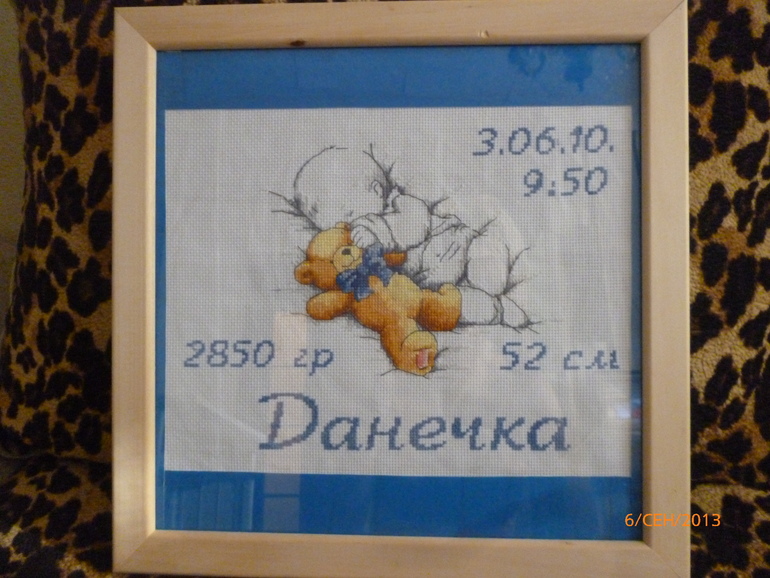 3.06.10.
9:50
2850 гр 52 см
Данечка
6/СЕН/2013